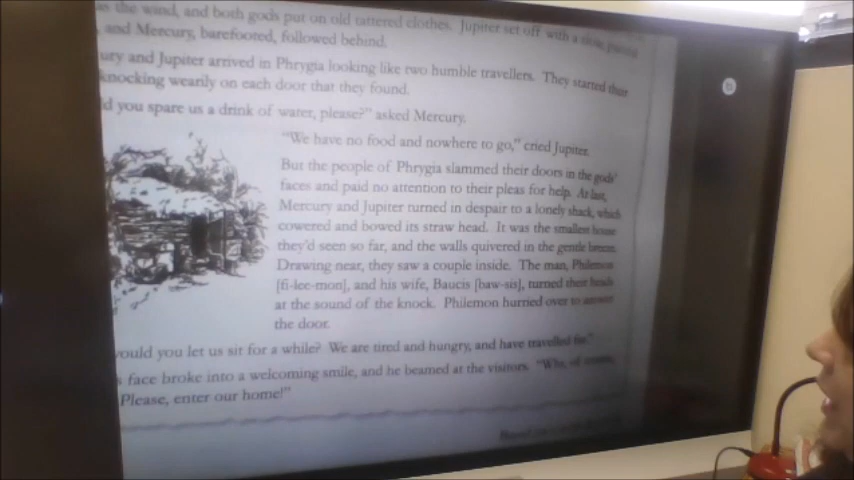 the wind, and both gods put on old tattered clothes. Jupiter set off with a
and Mercury, barefooted, followed behind.
ury and Jupiter arrived in Phrygia looking like two humble travellers. They started their
knocking wearily on each door that they found.
ld you spare us a drink of water, please?" asked Mercury.
"We have no food and nowhere to go," cried Jupiter.
But the people of Phrygia slammed their doors in the gods'
faces and paid no attention to their pleas for help. At last,
Mercury and Jupiter turned in despair to a lonely shack, which
cowered and bowed its straw head. It was the smallest house
they'd seen so far, and the walls quivered in the gentle breeze.
Drawing near, they saw a couple inside. The man, Philemon
[fi-lee-mon], and his wife, Baucis [baw-sis], turned their heads
at the sound of the knock. Philemon hurried over to answer
the door.
ould you let us sit for a while? We are tired and hungry, and have travelled far."
s face broke into a welcoming smile, and he beamed at the visitors. "Why, of course,
Please, enter our home!"